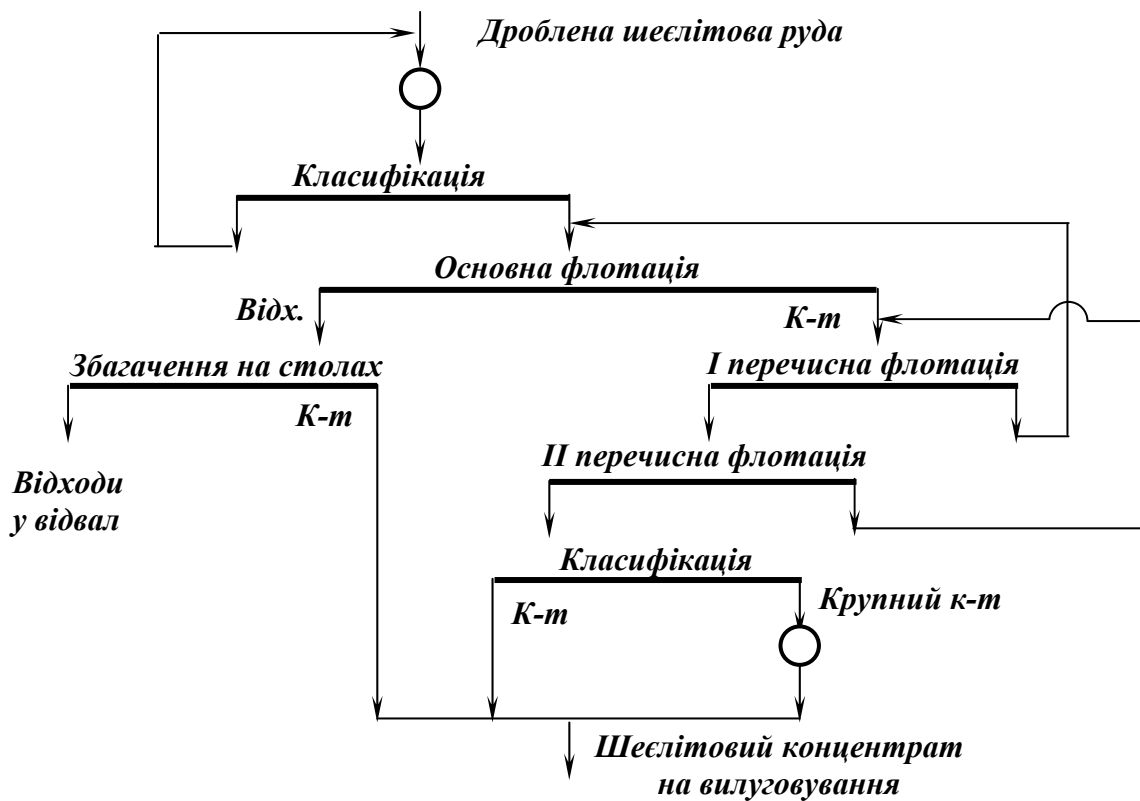 Дроблена шеєлітова руда
Класифікація
Основна флотація
Відх.
К-т
Збагачення на столах
І перечисна флотація
К-т
ІІ перечисна флотація
Відходи
у відвал
Класифікація
К-т
Крупний к-т
Шеєлітовий концентрат
на вилуговування